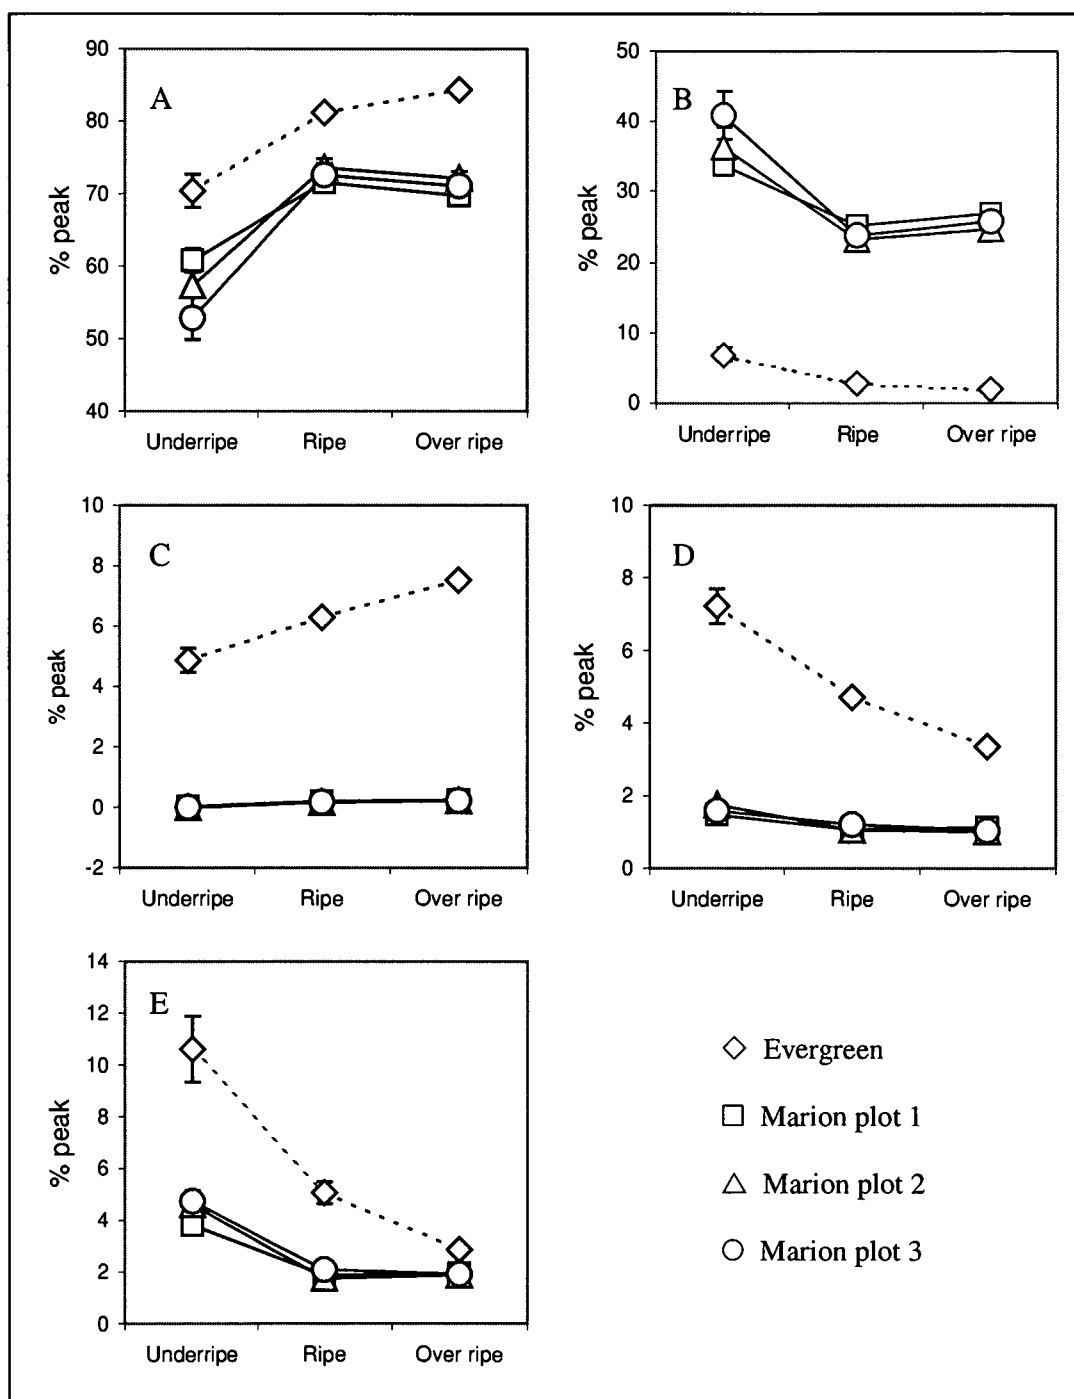 A
% peak
90
80
70
60
50
40
Underripe Ripe Over ripe
B
% peak
50
40
30
20
10
0
Underripe Ripe Over ripe
C
% peak
10
8
6
4
2
0
-2
Underripe Ripe Over ripe
D
% peak
10
8
6
4
2
0
Underripe Ripe Over ripe
E
% peak
14
12
10
8
6
4
2
0
Underripe Ripe Over ripe
Evergreen
Marion plot 1
Marion plot 2
Marion plot 3